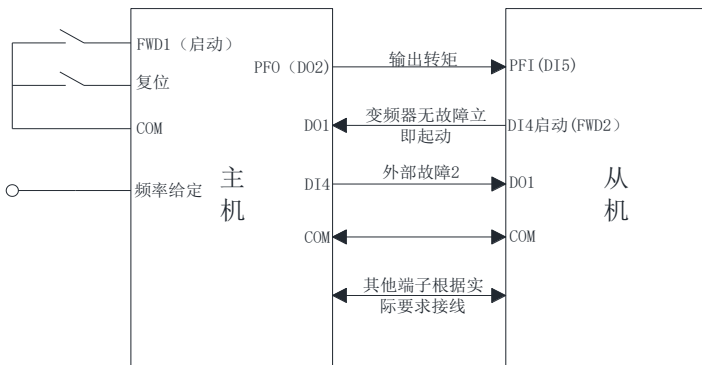 FWD1（启动）
复位
COM
频率给定
主
机
PFO（DO2）
DO1
DI4
COM
输出转矩
变频器无故障立
即起动
外部故障2
其他端子根据实
际要求接线
PFI(DI5)
DI4启动(FWD2）
DO1
COM
从
机